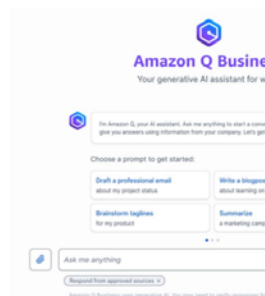 Amazon Q Busine
Your generative AI assistant for w
I'm Amazon Q, your AI assistant. Ask me anything to start a conve
give you answers using information from your company. Let's get
Choose a prompt to get started:
Draft a professional email
about my project status
Write a blogpos
about learning on
Brainstorm taglines
for my product
Summarize
a marketing camp
Ask me anything
Respond from approved sources ×